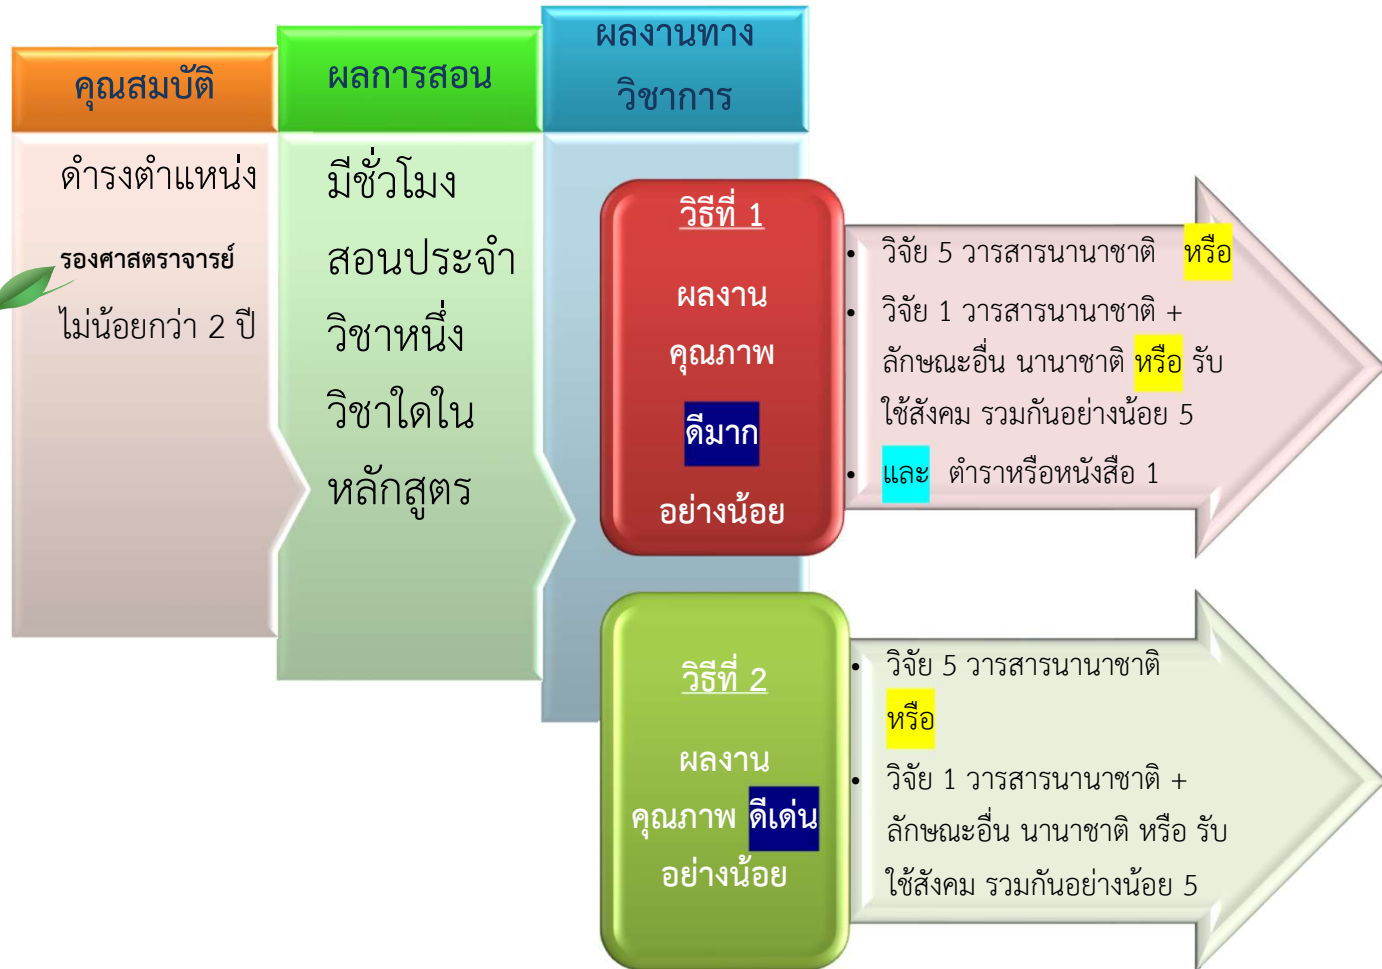 คุณสมบัติ
ดำรงตำแหน่ง
รองศาสตราจารย์
ไม่น้อยกว่า 2 ปี
ผลการสอน
มีชั่วโมง
สอนประจำ
วิชาหนึ่ง
วิชาใดใน
หลักสูตร
ผลงานทาง
วิชาการ
วิธีที่ 1
ผลงาน
คุณภาพ
ดีมาก
อย่างน้อย
• วิจัย 5 วารสารนานาชาติ หรือ
• วิจัย 1 วารสารนานาชาติ +
ลักษณะอื่น นานาชาติ หรือ รับ
ใช้สังคม รวมกันอย่างน้อย 5
• และ ตำราหรือหนังสือ 1
วิธีที่ 2
ผลงาน
คุณภาพ ดีเด่น
อย่างน้อย
• วิจัย 5 วารสารนานาชาติ
หรือ
• วิจัย 1 วารสารนานาชาติ +
ลักษณะอื่น นานาชาติ หรือ รับ
ใช้สังคม รวมกันอย่างน้อย 5